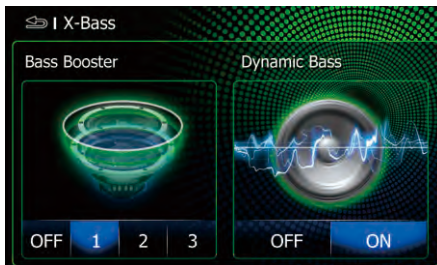 I X-Bass
Bass Booster
Dynamic Bass
OFF 1 2 3
OFF ON